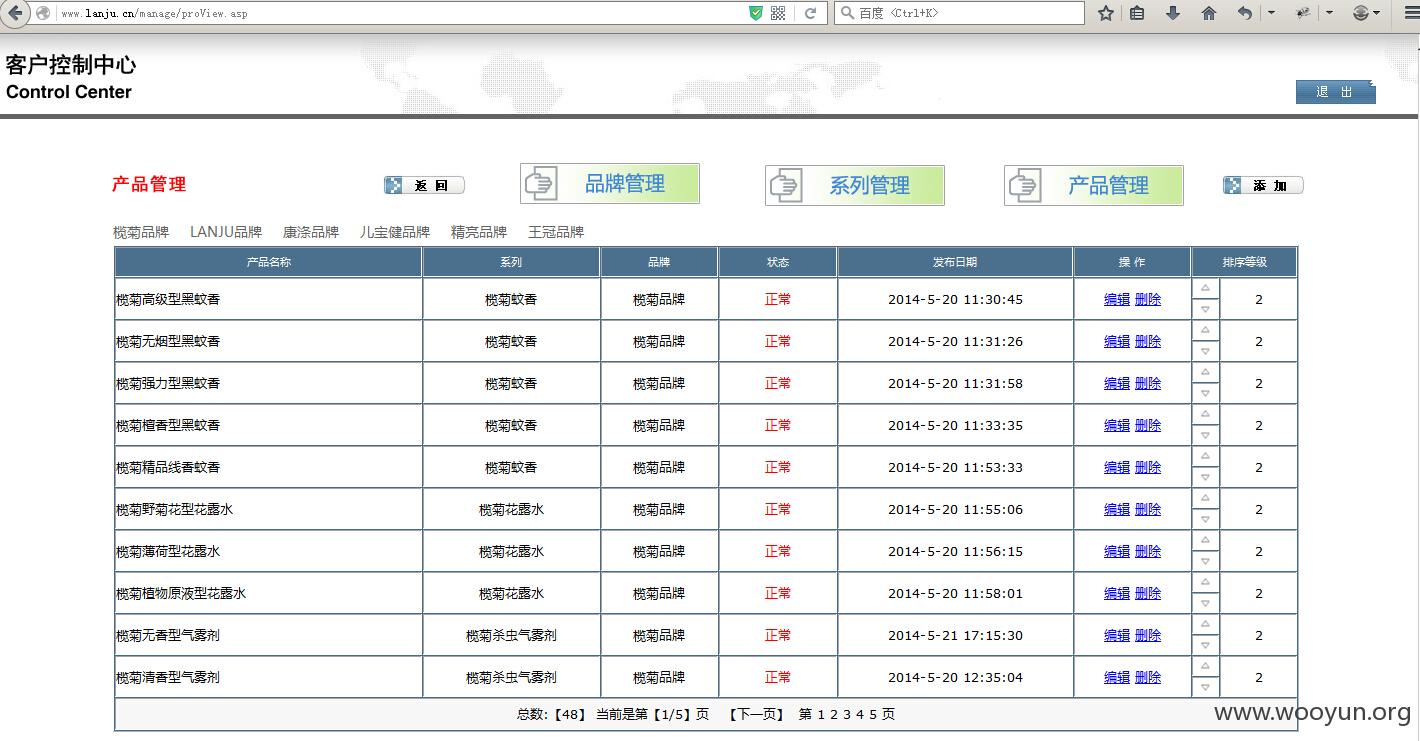 www.lanju.cn/manage/proView.asp
百度 <Ctrl+K>
客户控制中心
Control Center
退 出
产品管理
返 回
品牌管理
系列管理
产品管理
添 加
榄菊品牌 LANJU品牌 康涤品牌 儿宝健品牌 精亮品牌 王冠品牌
产品名称 系列 品牌 状态 发布日期 操 作 排序等级
榄菊高级型黑蚊香 榄菊蚊香 榄菊品牌 正常 2014-5-20 11:30:45 编辑 删除 2
榄菊无烟型黑蚊香 榄菊蚊香 榄菊品牌 正常 2014-5-20 11:31:26 编辑 删除 2
榄菊强力型黑蚊香 榄菊蚊香 榄菊品牌 正常 2014-5-20 11:31:58 编辑 删除 2
榄菊檀香型黑蚊香 榄菊蚊香 榄菊品牌 正常 2014-5-20 11:33:35 编辑 删除 2
榄菊精品线香蚊香 榄菊蚊香 榄菊品牌 正常 2014-5-20 11:53:33 编辑 删除 2
榄菊野菊花型花露水 榄菊花露水 榄菊品牌 正常 2014-5-20 11:55:06 编辑 删除 2
榄菊薄荷型花露水 榄菊花露水 榄菊品牌 正常 2014-5-20 11:56:15 编辑 删除 2
榄菊植物原液型花露水 榄菊花露水 榄菊品牌 正常 2014-5-20 11:58:01 编辑 删除 2
榄菊无香型气雾剂 榄菊杀虫气雾剂 榄菊品牌 正常 2014-5-21 17:15:30 编辑 删除 2
榄菊清香型气雾剂 榄菊杀虫气雾剂 榄菊品牌 正常 2014-5-20 12:35:04 编辑 删除 2
总数:【48】 当前是第【1/5】页 【下一页】 第 1 2 3 4 5 页
www.wooyun.org